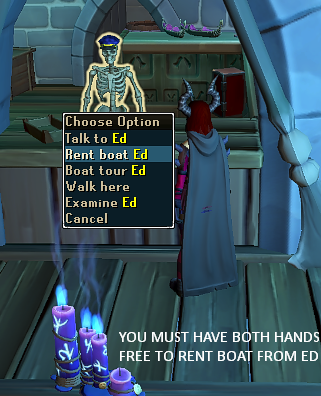 Choose Option
Talk to Ed
Rent boat Ed
Boat tour Ed
Walk here
Examine Ed
Cancel
YOU MUST HAVE BOTH HANDS
FREE TO RENT BOAT FROM ED